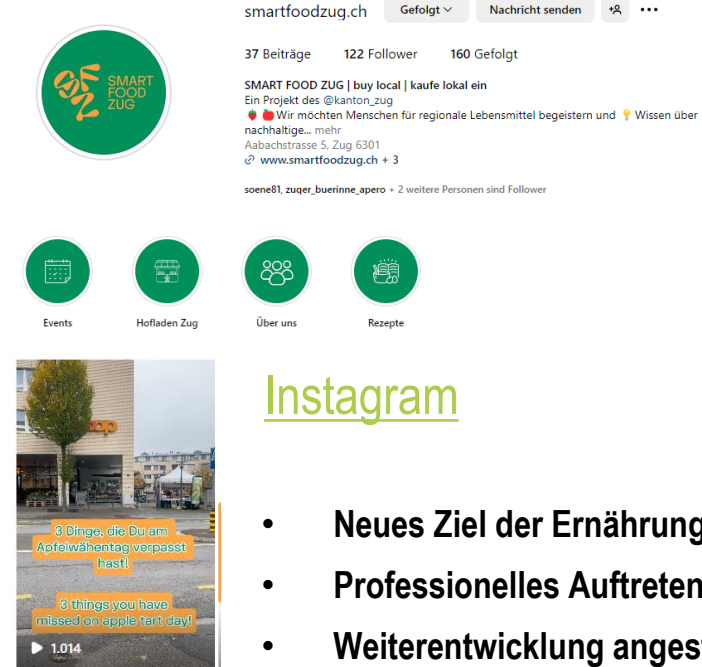 smartfoodzug.ch Gefolgt Nachricht senden
37 Beiträge 122 Follower 160 Gefolgt
SMART
FOOD
ZUG
SMART FOOD ZUG | buy local | kaufe lokal ein
Ein Projekt des @kanton_zug
🍓 🍅 Wir möchten Menschen für regionale Lebensmittel begeistern und 💡 Wissen über
nachhaltige... mehr
Aabachstrasse 5, Zug 6301
www.smartfoodzug.ch + 3
soene81, zuger_buerinne_apero + 2 weitere Personen sind Follower
Events Hofladen Zug Über uns Rezepte
Instagram
3 Dinge, die Du am
Apfelwähentag verpasst
hast!
3 things you have
missed on apple tart day!
1.014
• Neues Ziel der Ernährung
• Professionelles Auftreten
• Weiterentwicklung angest